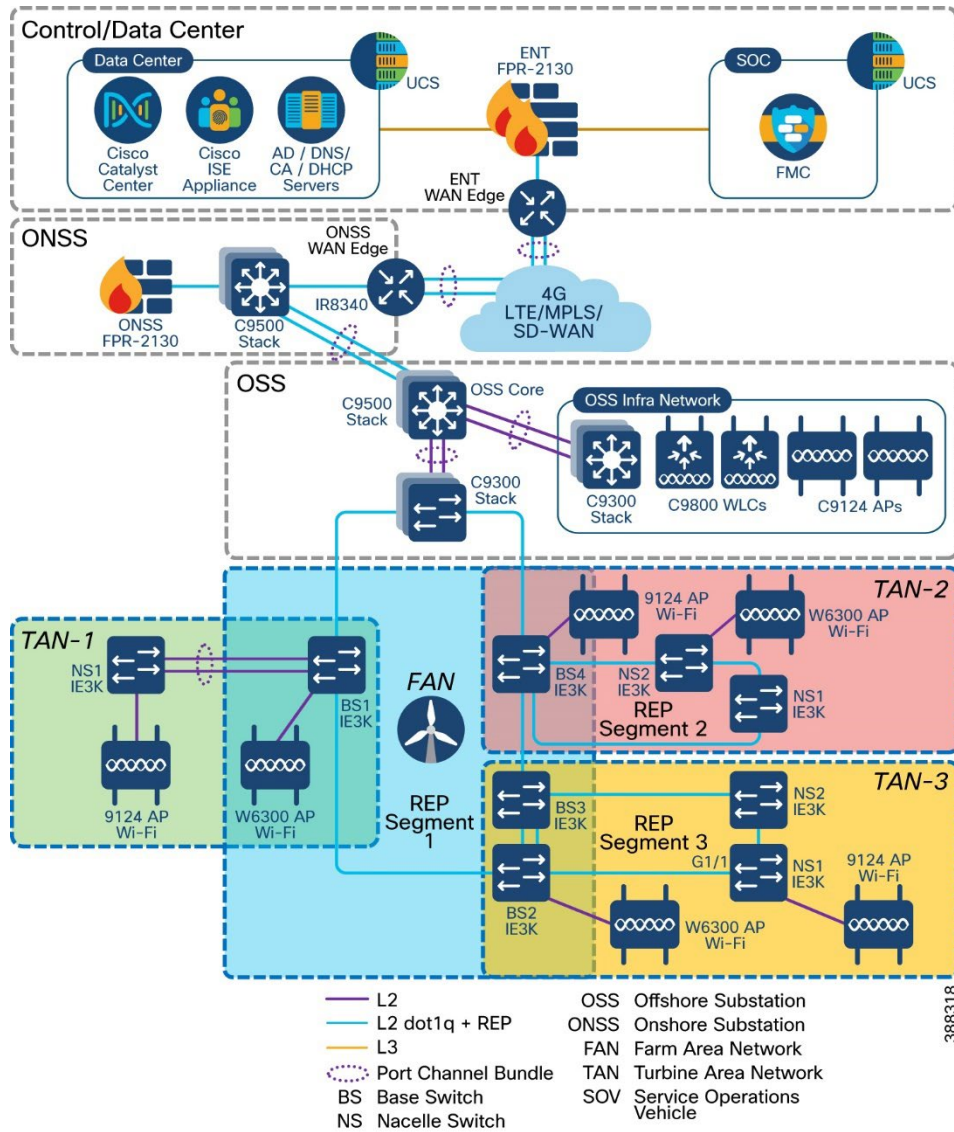 Control/Data Center
Data Center
UCS
Cisco
Catalyst
Center
Cisco
ISE
Appliance
AD / DNS/
CA / DHCP
Servers
ENT
FPR-2130
SOC
UCS
FMC
ENT
WAN Edge
ONSS
ONSS
WAN Edge
ONSS
FPR-2130
C9500
Stack
IR8340
4G
LTE/MPLS/
SD-WAN
OSS
C9500
Stack
OSS Core
OSS Infra Network
C9300
Stack
C9800 WLCs
C9124 APs
C9300
Stack
TAN-1
NS1
IE3K
BS1
IE3K
9124 AP
Wi-Fi
W6300 AP
Wi-Fi
FAN
REP
Segment
1
TAN-2
9124 AP
Wi-Fi
W6300 AP
Wi-Fi
BS4
IE3K
NS2
IE3K
NS1
IE3K
REP
Segment 2
TAN-3
BS3
IE3K
NS2
IE3K
REP
Segment 3
G1/1
NS1
IE3K
9124 AP
Wi-Fi
BS2
IE3K
W6300 AP
Wi-Fi
L2
L2 dot1q + REP
L3
Port Channel Bundle
BS Base Switch
NS Nacelle Switch
OSS Offshore Substation
ONSS Onshore Substation
FAN Farm Area Network
TAN Turbine Area Network
SOV Service Operations
Vehicle
388318